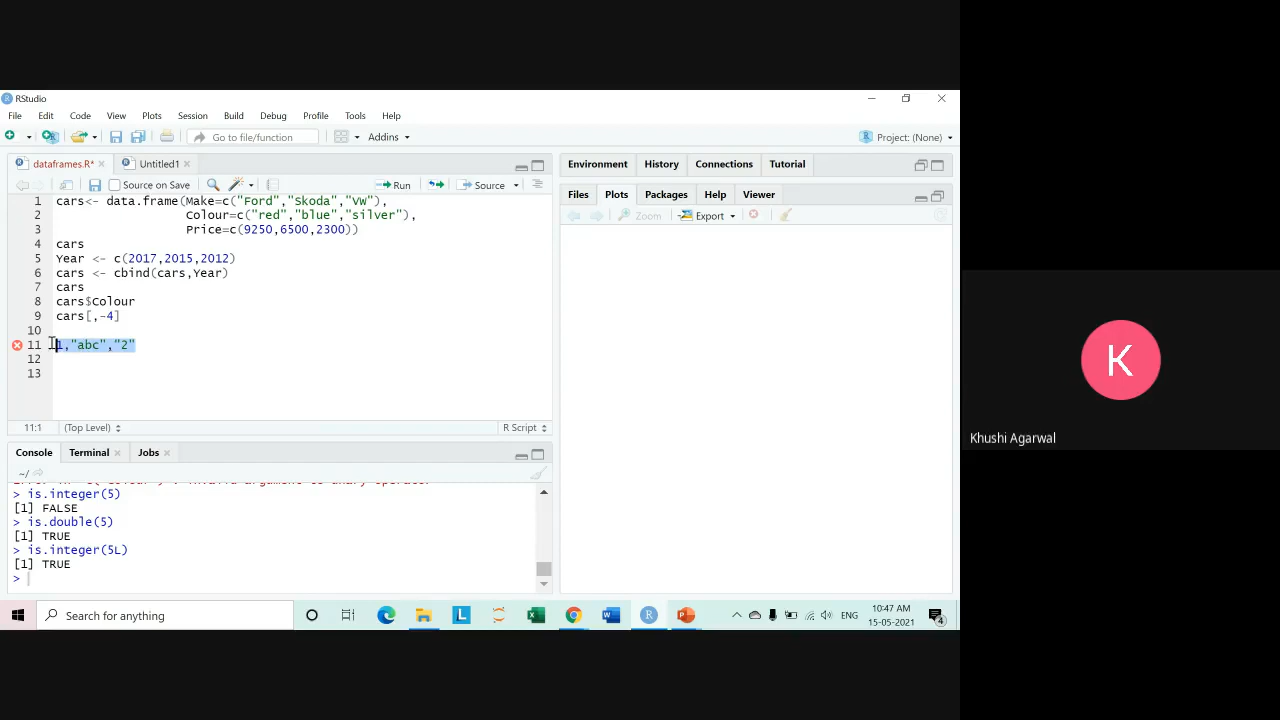 RStudio
File Edit Code View Plots Session Build Debug Profile Tools Help
Go to file/function Addins Project: (None)
dataframes.R* Untitled1
Source on Save Run Source
1 cars<- data.frame(Make=c("Ford","Skoda","VW"),
2 Colour=c("red","blue","silver"),
3 Price=c(9250,6500,2300))
4 cars
5 Year <- c(2017,2015,2012)
6 cars <- cbind(cars,Year)
7 cars
8 cars$Colour
9 cars[,-4]
10
11 1,"abc","2"
12
13
11:1 (Top Level) R Script
Console Terminal Jobs
~/
> is.integer(5)
[1] FALSE
> is.double(5)
[1] TRUE
> is.integer(5L)
[1] TRUE
>
Environment History Connections Tutorial
Files Plots Packages Help Viewer
Zoom Export
Search for anything
ENG
10:47 AM
15-05-2021
4
K
Khushi Agarwal